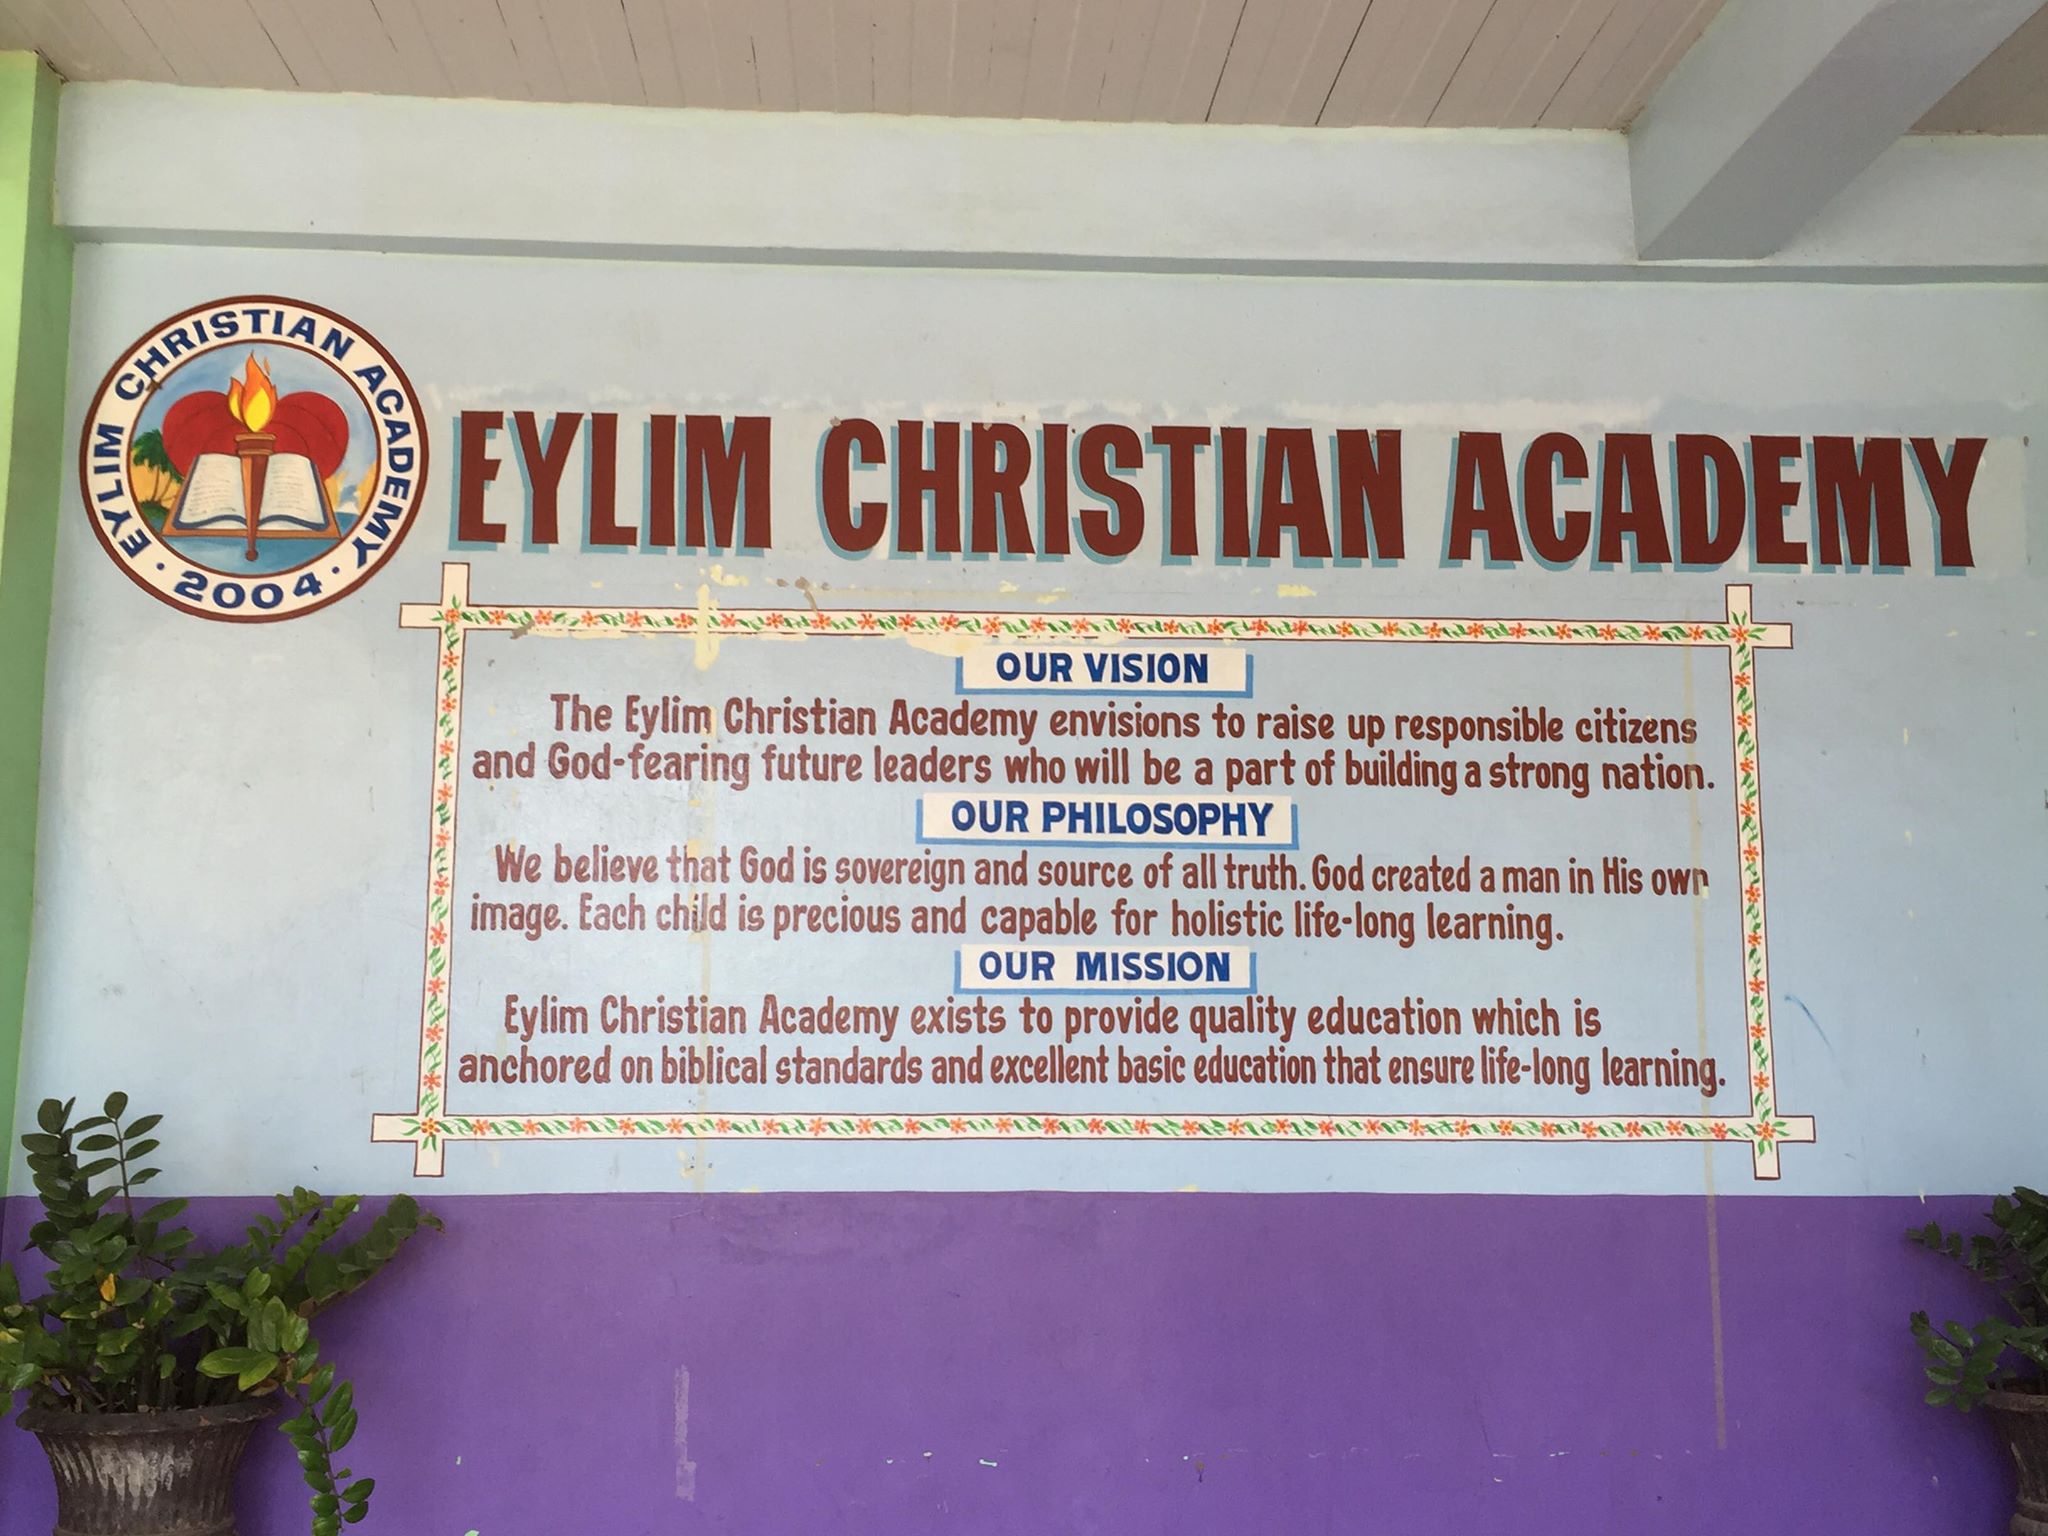 EYLIM CHRISTIAN ACADEMY
· 2004 ·
EYLIM CHRISTIAN ACADEMY
OUR VISION
The Eylim Christian Academy envisions to raise up responsible citizens
and God-fearing future leaders who will be a part of building a strong nation.
OUR PHILOSOPHY
We believe that God is sovereign and source of all truth. God created a man in His own
image. Each child is precious and capable for holistic life-long learning.
OUR MISSION
Eylim Christian Academy exists to provide quality education which is
anchored on biblical standards and excellent basic education that ensure life-long learning.